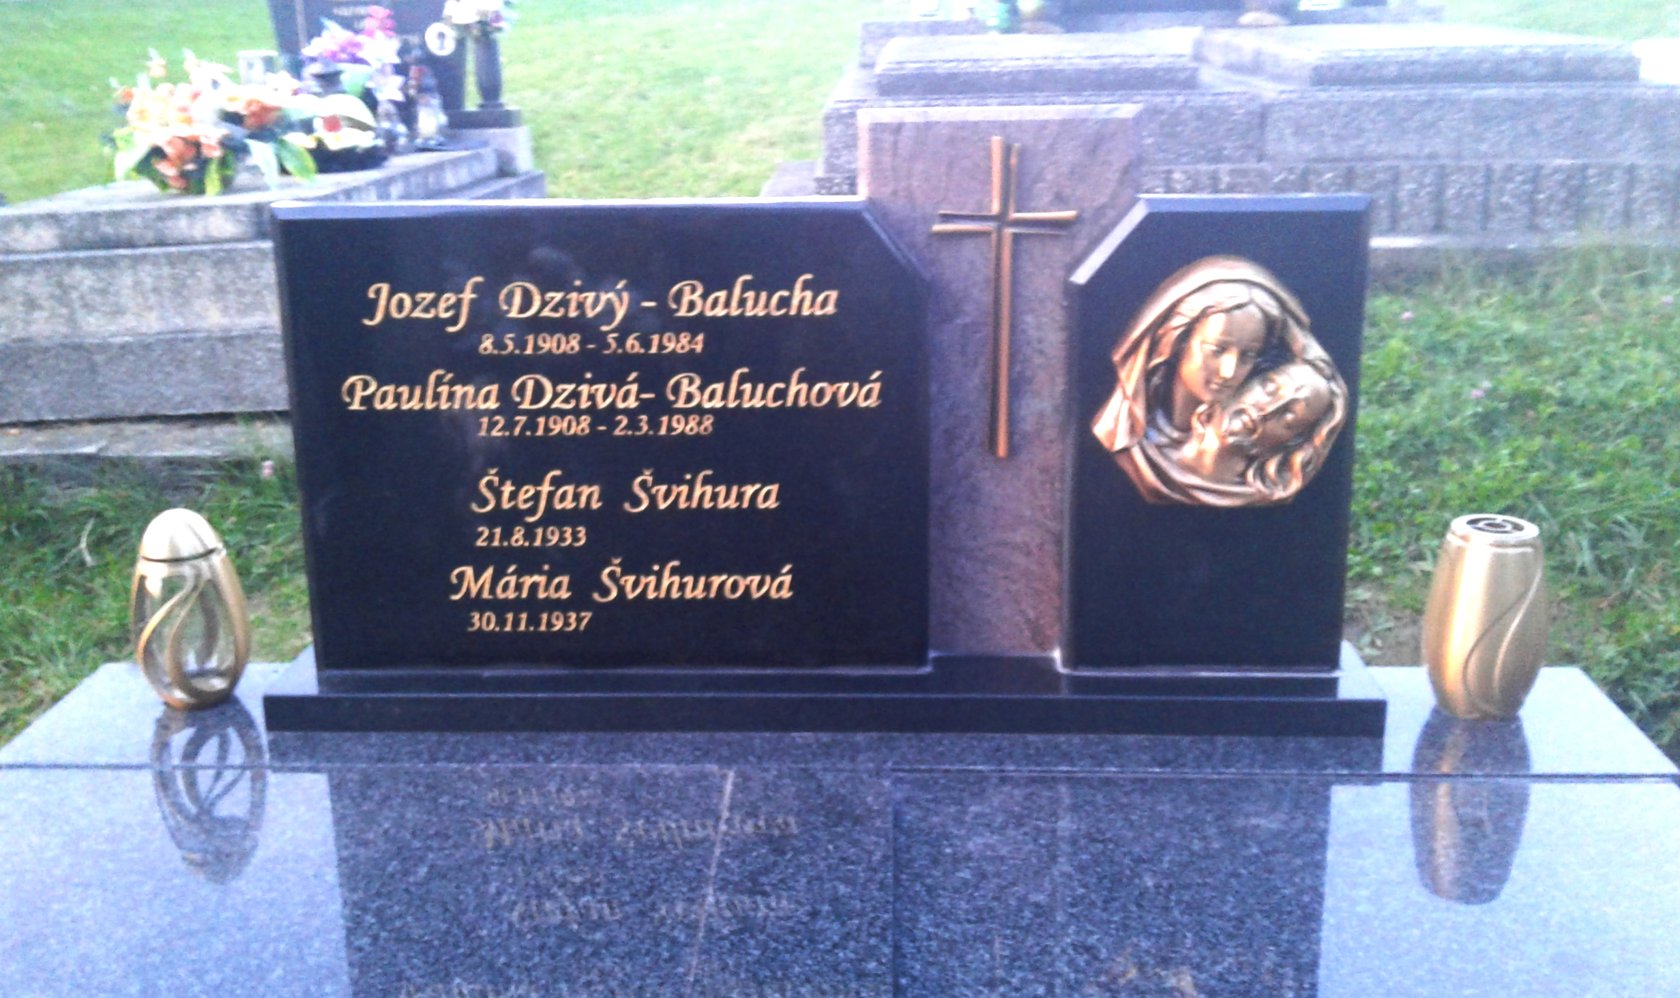 Jozef Dzivý - Balucha
8.5.1908 - 5.6.1984
Paulína Dzivá- Baluchová
12.7.1908 - 2.3.1988
Štefan Švihura
21.8.1933
Mária Švihurová
30.11.1937